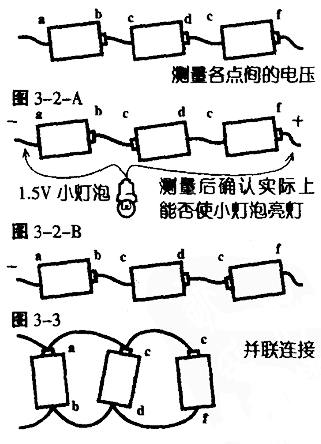 a b c d c f
测量各点间的电压
图 3-2-A
− a b c d c f +
1.5V 小灯泡
测量后确认实际上
能否使小灯泡亮灯
图 3-2-B
− a b c d c f
图 3-3
a c c
并联连接
b d f